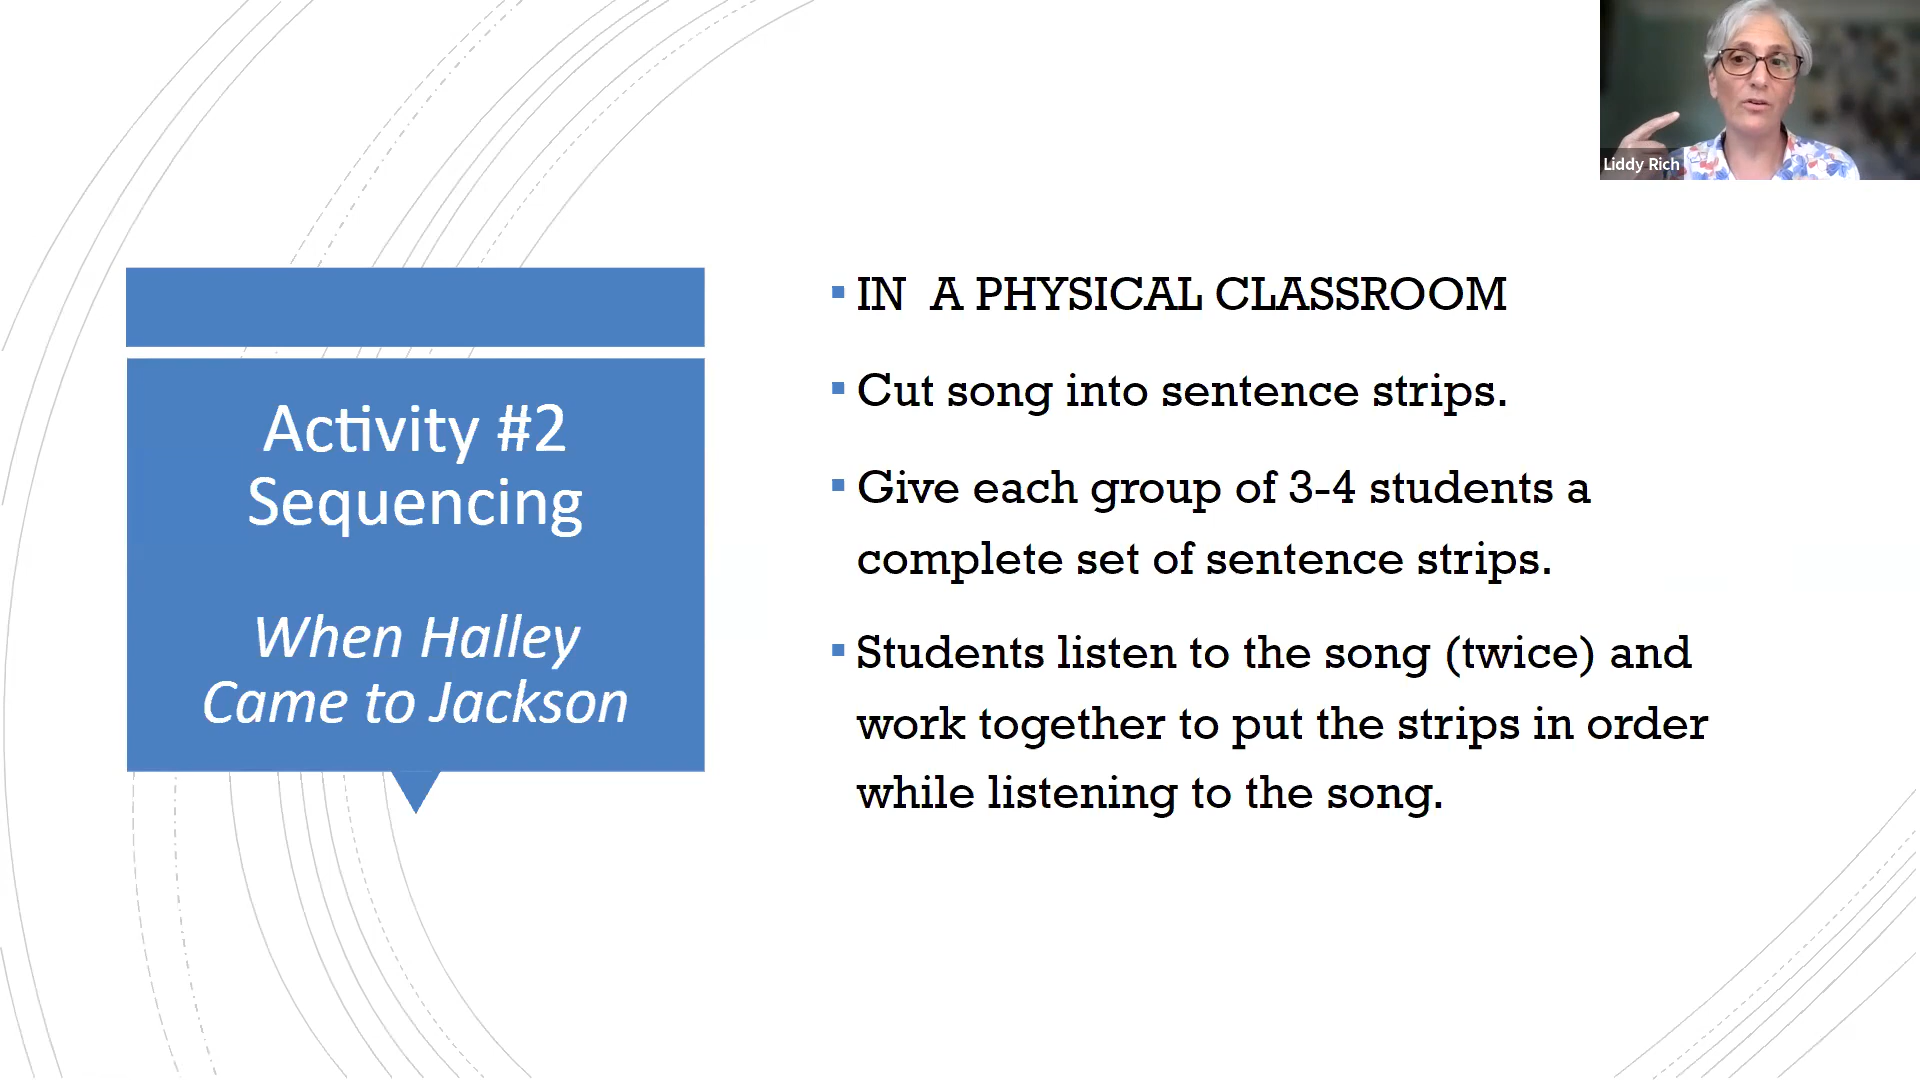 Liddy Rich
Activity #2
Sequencing
When Halley
Came to Jackson
IN  A PHYSICAL CLASSROOM
Cut song into sentence strips.
Give each group of 3-4 students a
complete set of sentence strips.
Students listen to the song (twice) and
work together to put the strips in order
while listening to the song.